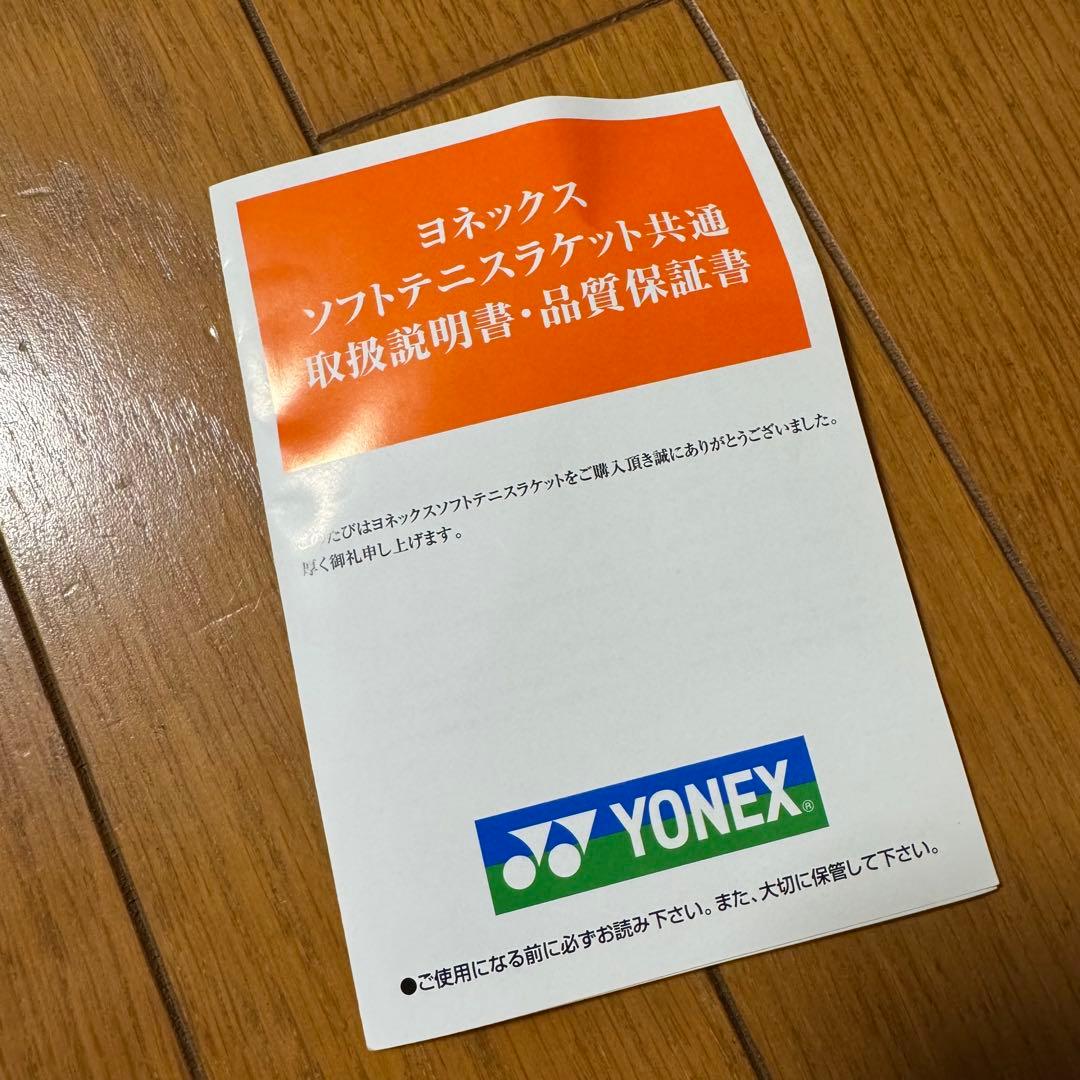 ヨネックス
ソフトテニスラケット共通
取扱説明書・品質保証書
このたびはヨネックスソフトテニスラケットをご購入頂き誠にありがとうございました。
厚く御礼申し上げます。
YONEX®
●ご使用になる前に必ずお読み下さい。また、大切に保管して下さい。